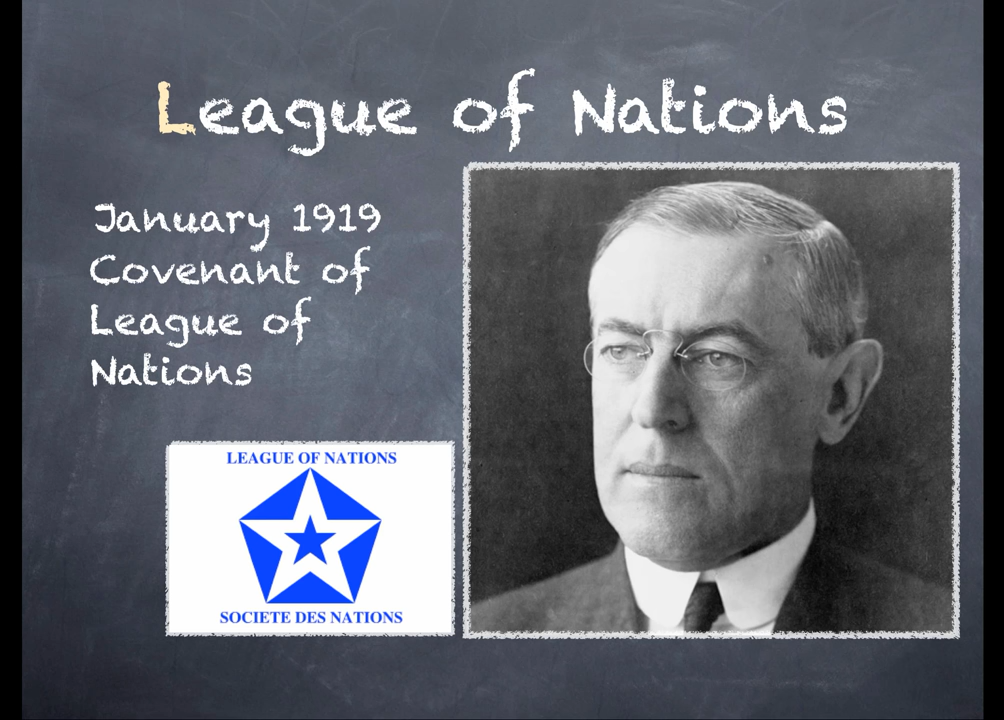 League of Nations
January 1919
Covenant of
League of
Nations
LEAGUE OF NATIONS
SOCIETE DES NATIONS